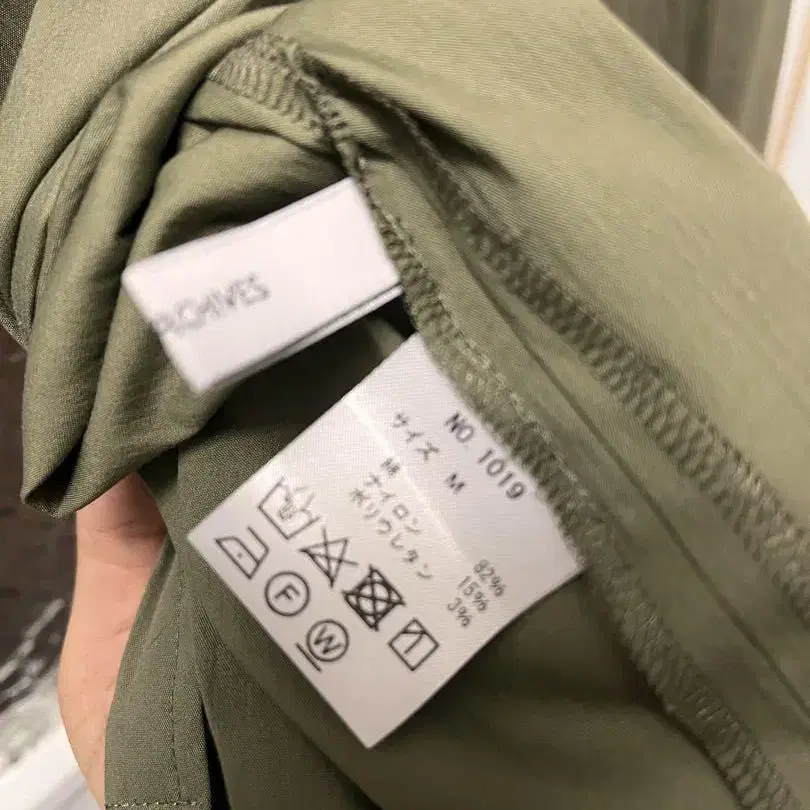 ARCHIVES
NO. 1019
サイズ M
綿 82%
ナイロン 15%
ポリウレタン 3%
F
W